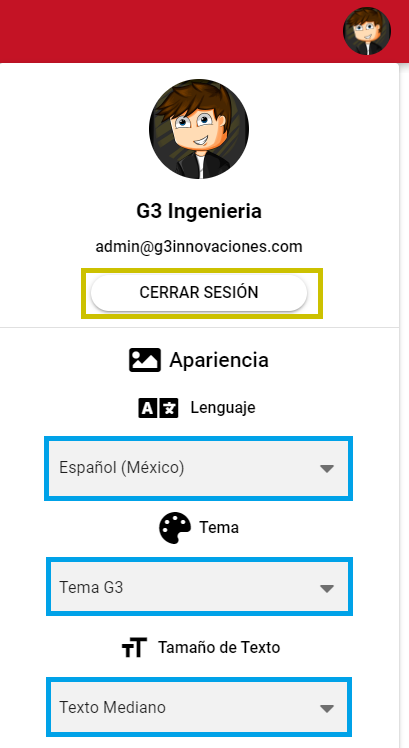 G3 Ingenieria
admin@g3innovaciones.com
CERRAR SESIÓN
Apariencia
Lenguaje
Español (México)
Tema
Tema G3
Tamaño de Texto
Texto Mediano